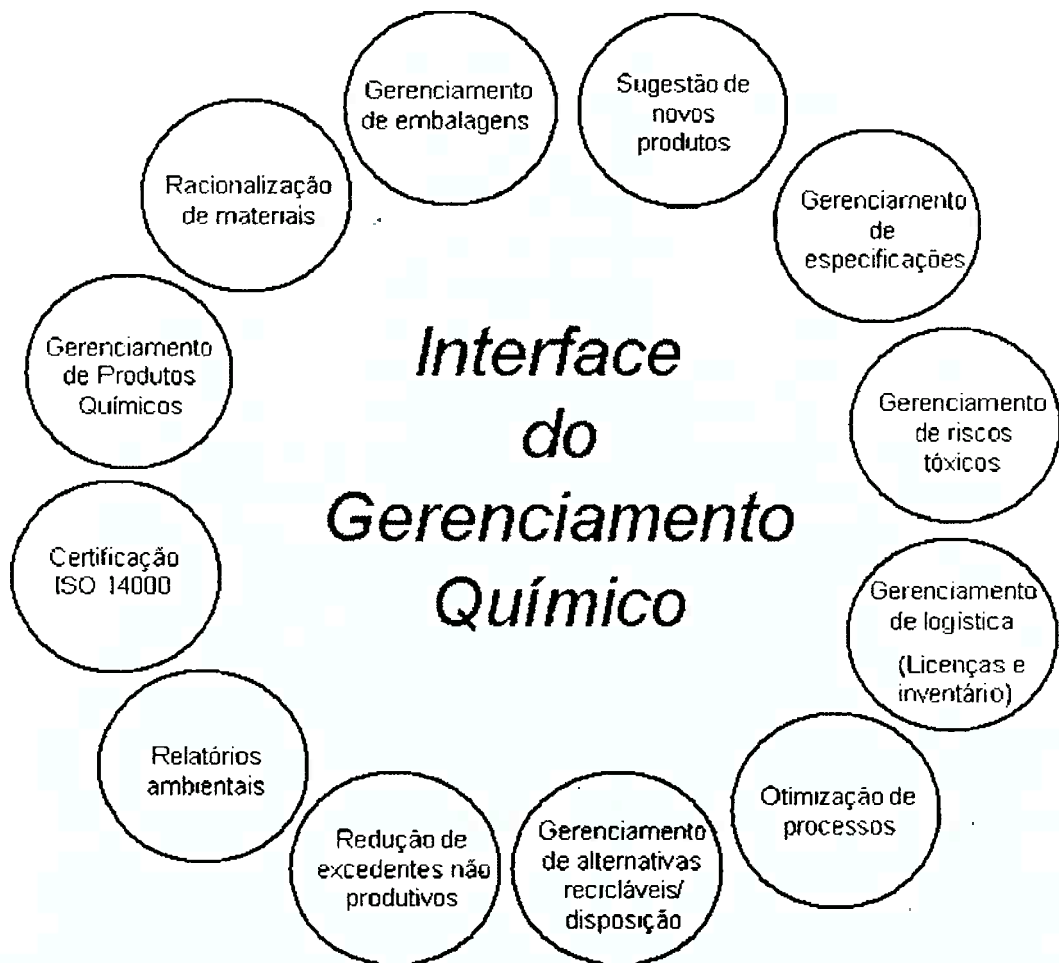 Gerenciamento
de embalagens
Sugestão de
novos
produtos
Gerenciamento
de
especificações
Gerenciamento
de riscos
tóxicos
Gerenciamento
de logística
(Licenças e
inventário)
Otimização de
processos
Gerenciamento
de alternativas
recicláveis/
disposição
Redução de
excedentes não
produtivos
Relatórios
ambientais
Certificação
ISO 14000
Gerenciamento
de Produtos
Químicos
Racionalização
de materiais
Interface
do
Gerenciamento
Químico